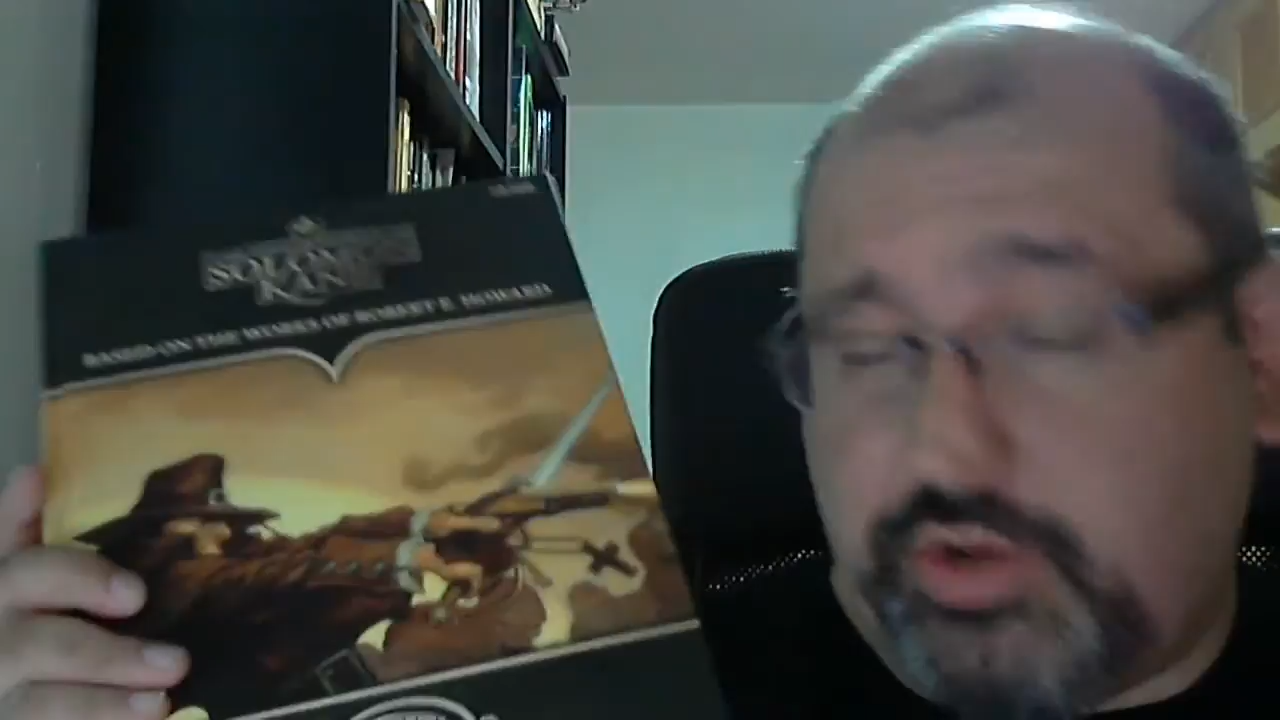 SOLOMON
KANE
BASED ON THE WORKS OF ROBERT E. HOWARD